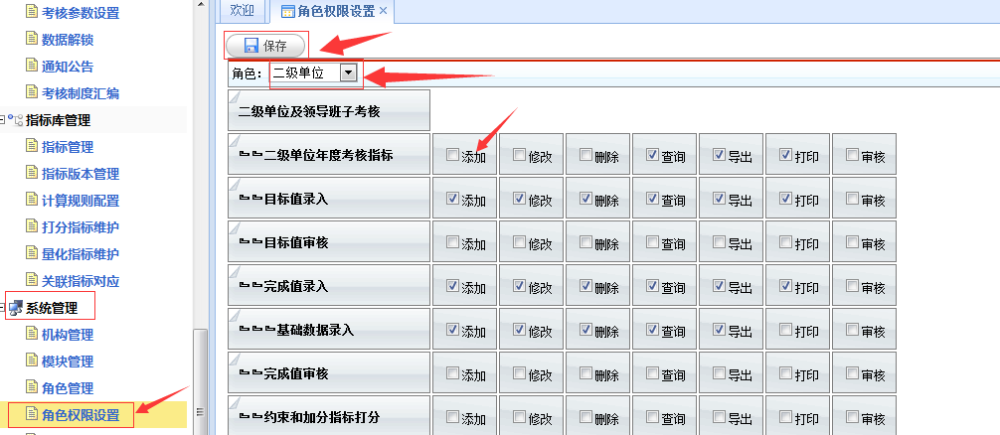 考核参数设置
数据解锁
通知公告
考核制度汇编
指标库管理
指标管理
指标版本管理
计算规则配置
打分指标维护
量化指标维护
关联指标对应
系统管理
机构管理
模块管理
角色管理
角色权限设置
欢迎 角色权限设置
保存
角色： 二级单位
二级单位及领导班子考核
二级单位年度考核指标 添加 修改 删除 查询 导出 打印 审核
目标值录入 添加 修改 删除 查询 导出 打印 审核
目标值审核 添加 修改 删除 查询 导出 打印 审核
完成值录入 添加 修改 删除 查询 导出 打印 审核
基础数据录入 添加 修改 删除 查询 导出 打印 审核
完成值审核 添加 修改 删除 查询 导出 打印 审核
约束和加分指标打分 添加 修改 删除 查询 导出 打印 审核